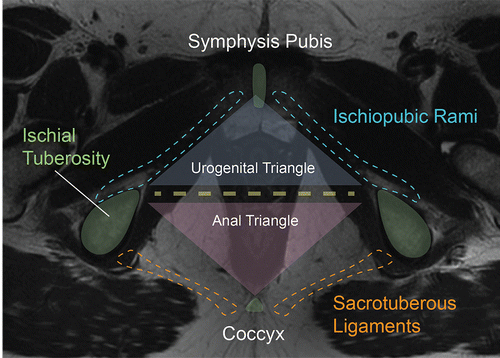 Symphysis Pubis
Ischiopubic Rami
Ischial
Tuberosity
Urogenital Triangle
Anal Triangle
Sacrotuberous
Ligaments
Coccyx